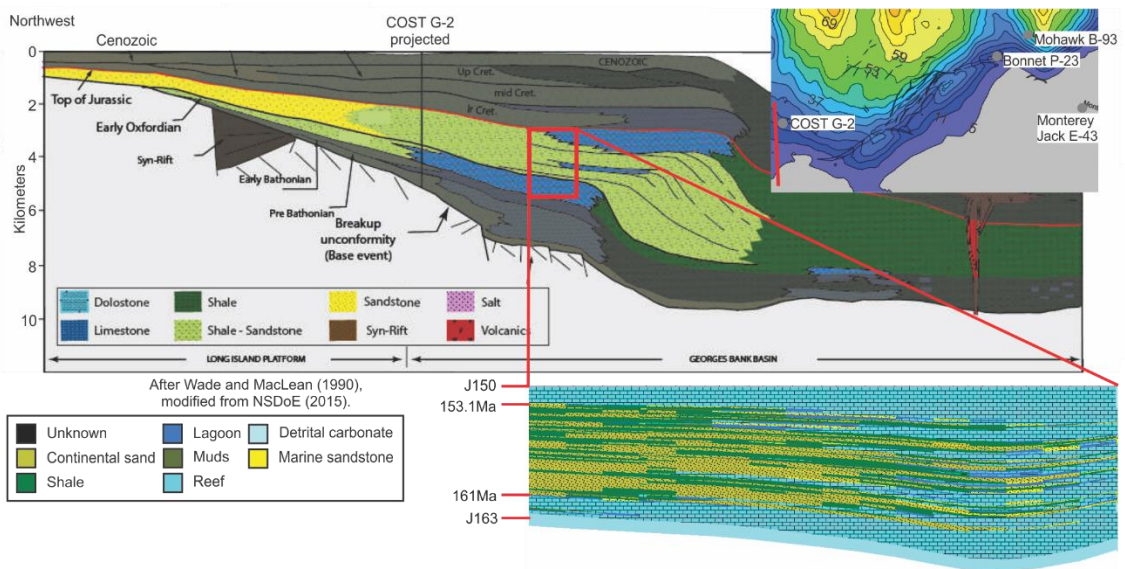 Northwest
Cenozoic
COST G-2
projected
0
2
4
6
8
10
Kilometers
Top of Jurassic
Early Oxfordian
Syn-Rift
Early Bathonian
Pre Bathonian
Breakup
unconformity
(Base event)
CENOZOIC
Up Cret.
mid Cret.
lr Cret.
Dolostone
Shale
Sandstone
Salt
Limestone
Shale - Sandstone
Syn-Rift
Volcanics
LONG ISLAND PLATFORM
GEORGES BANK BASIN
69
59
53
37
Mohawk B-93
Bonnet P-23
COST G-2
Monterey
Jack E-43
After Wade and MacLean (1990),
modified from NSDoE (2015).
Unknown
Lagoon
Detrital carbonate
Continental sand
Muds
Marine sandstone
Shale
Reef
J150
153.1Ma
161Ma
J163